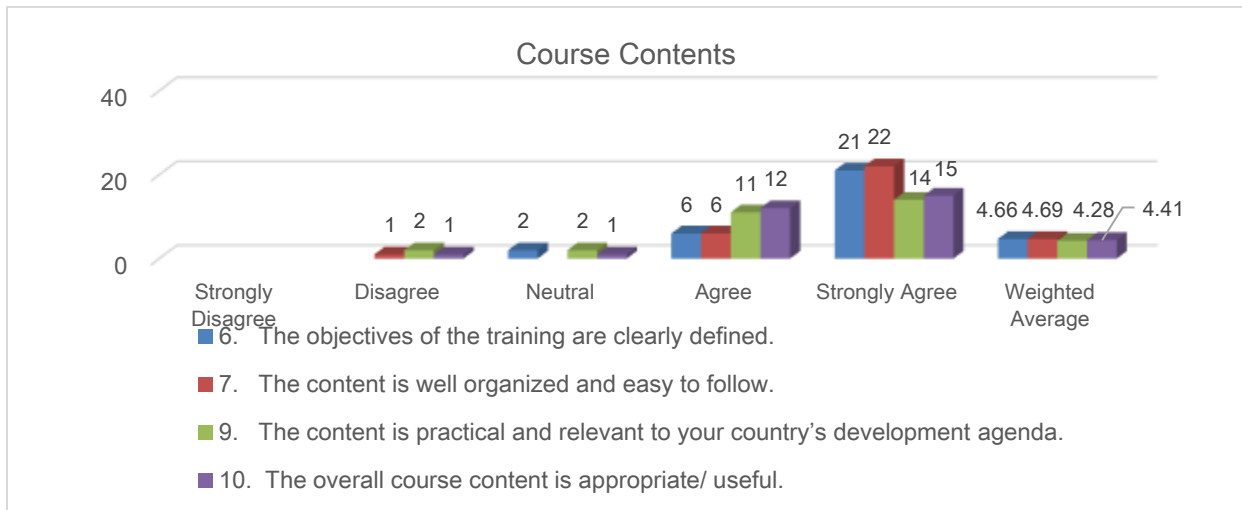 Course Contents
40
20
0
1 2 1
2 2 1
6 6 11 12
21 22 14 15
4.66 4.69 4.28 4.41
Strongly Disagree Neutral Agree Strongly Agree Weighted
Disagree Average
6. The objectives of the training are clearly defined.
7. The content is well organized and easy to follow.
9. The content is practical and relevant to your country’s development agenda.
10. The overall course content is appropriate/ useful.